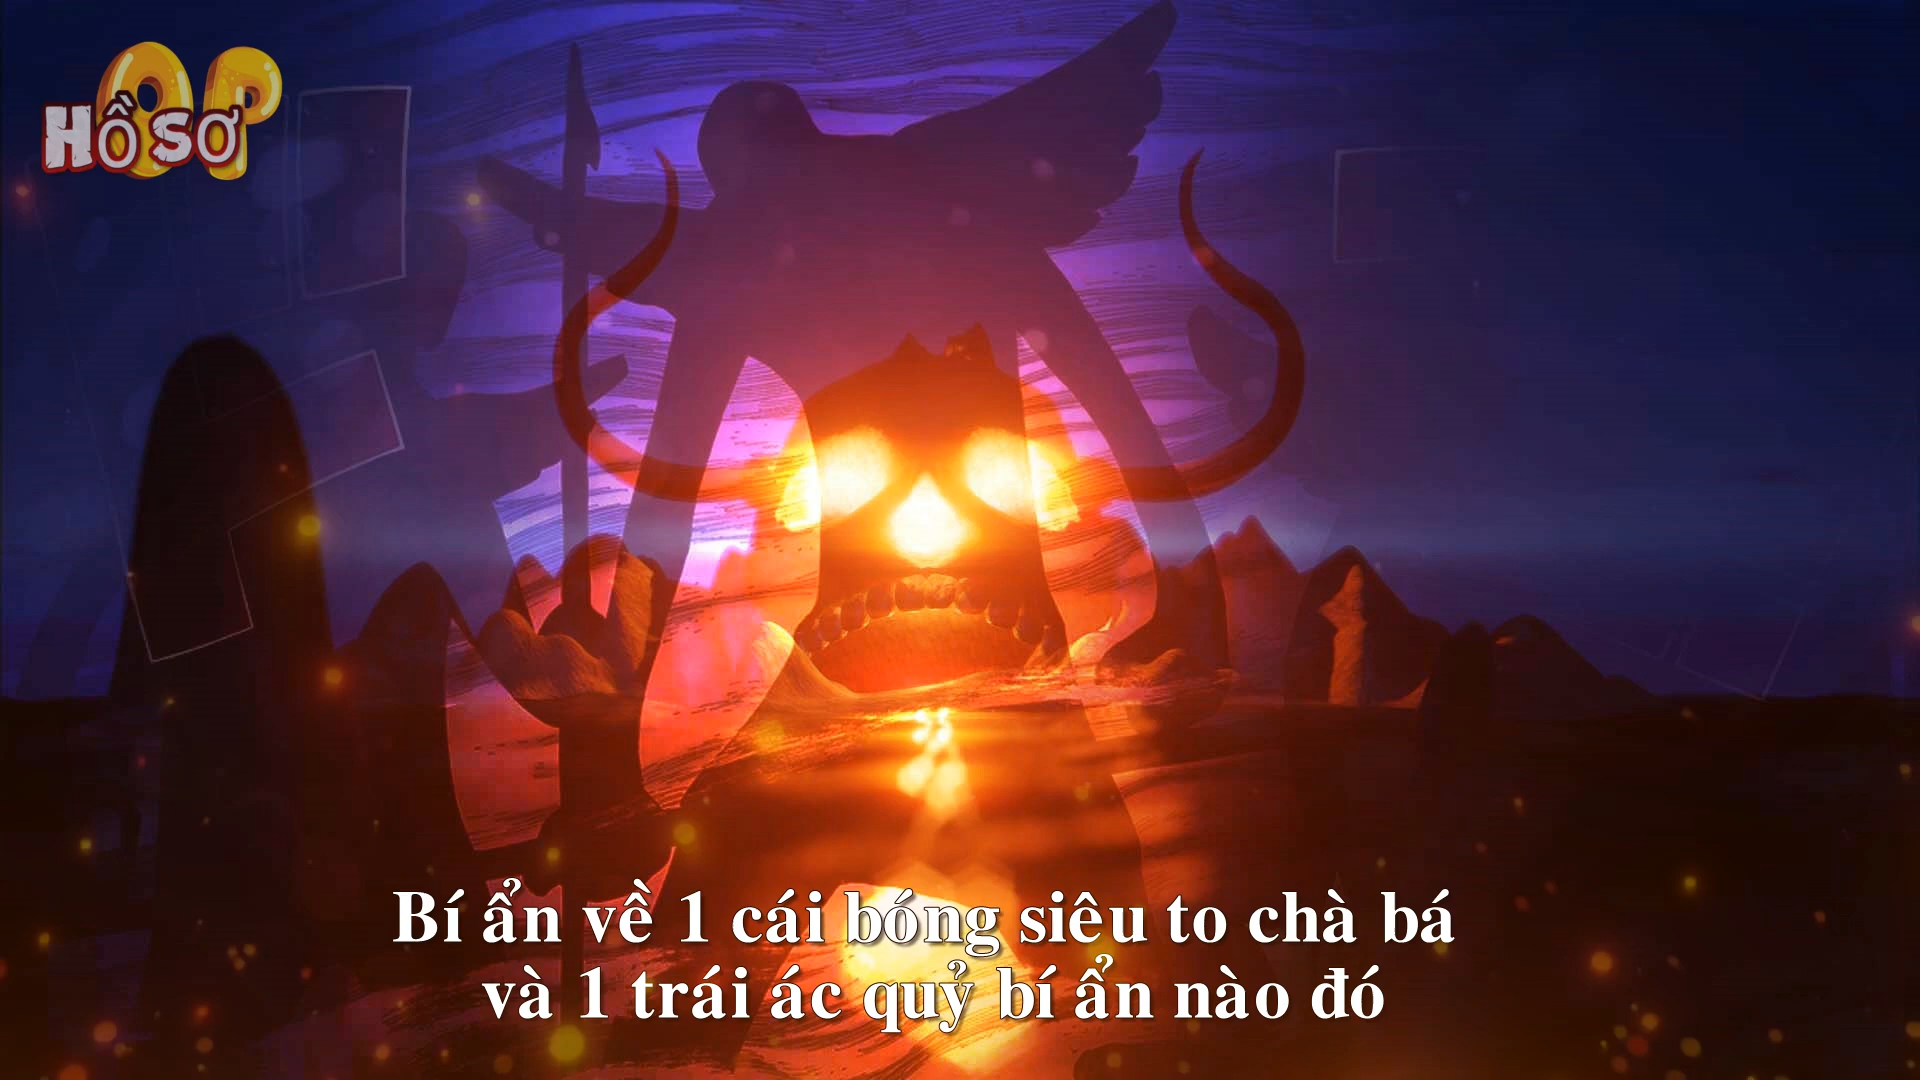 OP
HỒ SƠ
Bí ẩn về 1 cái bóng siêu to chà bá
và 1 trái ác quỷ bí ẩn nào đó